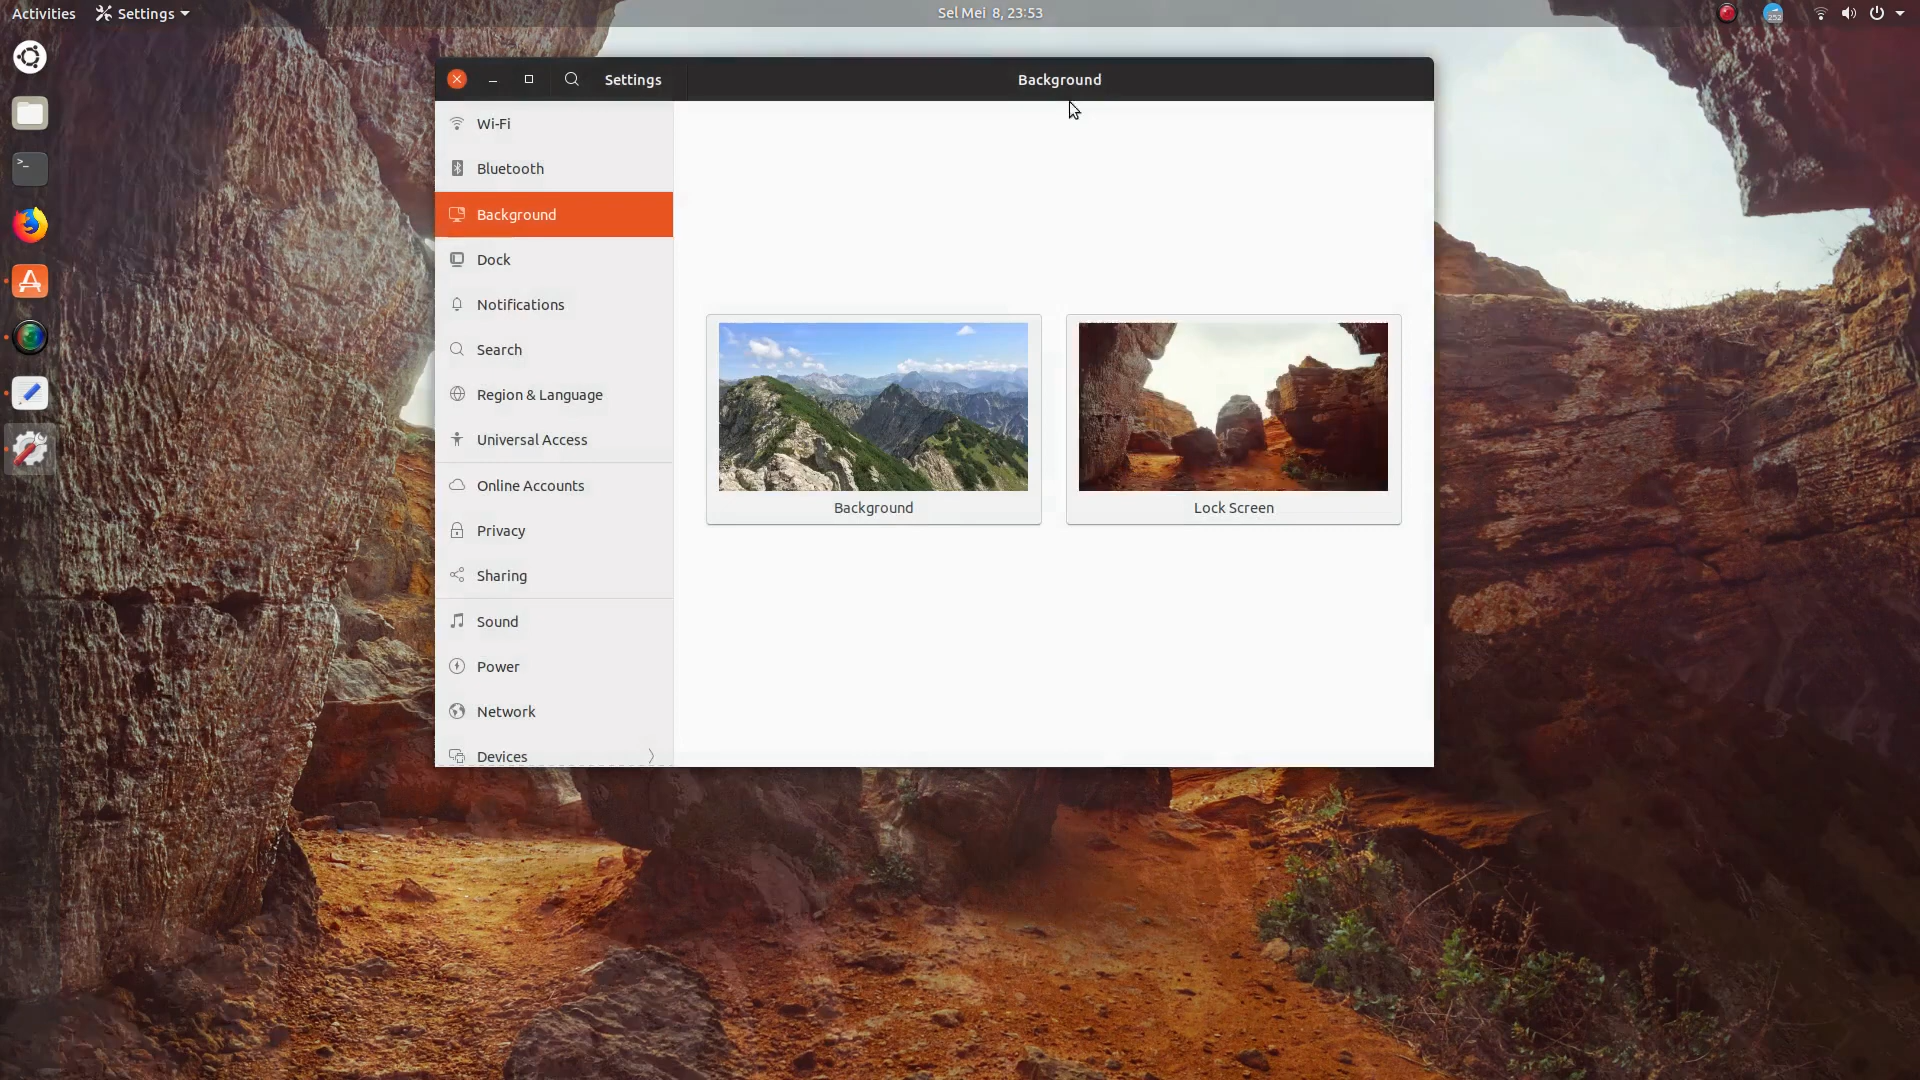 Activities
Settings
Sel Mei 8, 23:53
252
Settings
Background
Wi-Fi
Bluetooth
Background
Dock
Notifications
Search
Region & Language
Universal Access
Online Accounts
Privacy
Sharing
Sound
Power
Network
Devices
Background
Lock Screen
>_